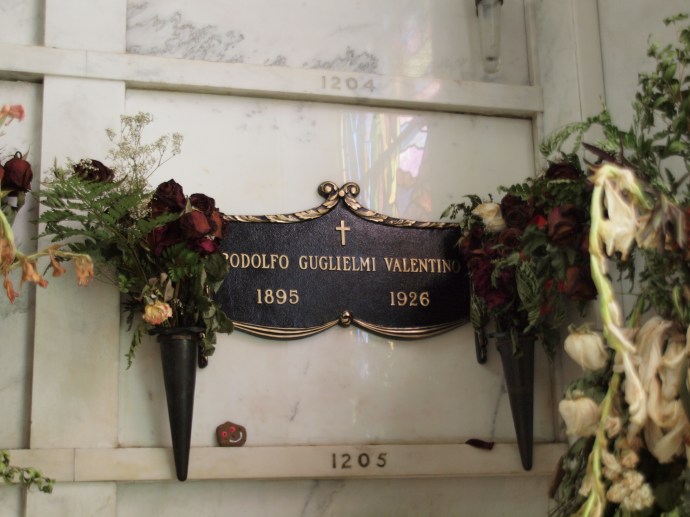 1204
RODOLFO GUGLIELMI VALENTINO
1895 1926
1205